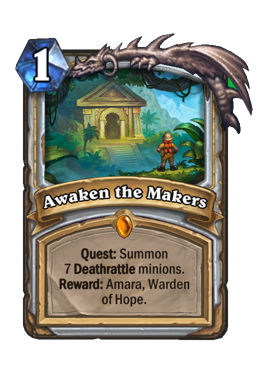 1
Awaken the Makers
Quest: Summon
7 Deathrattle minions.
Reward: Amara, Warden
of Hope.